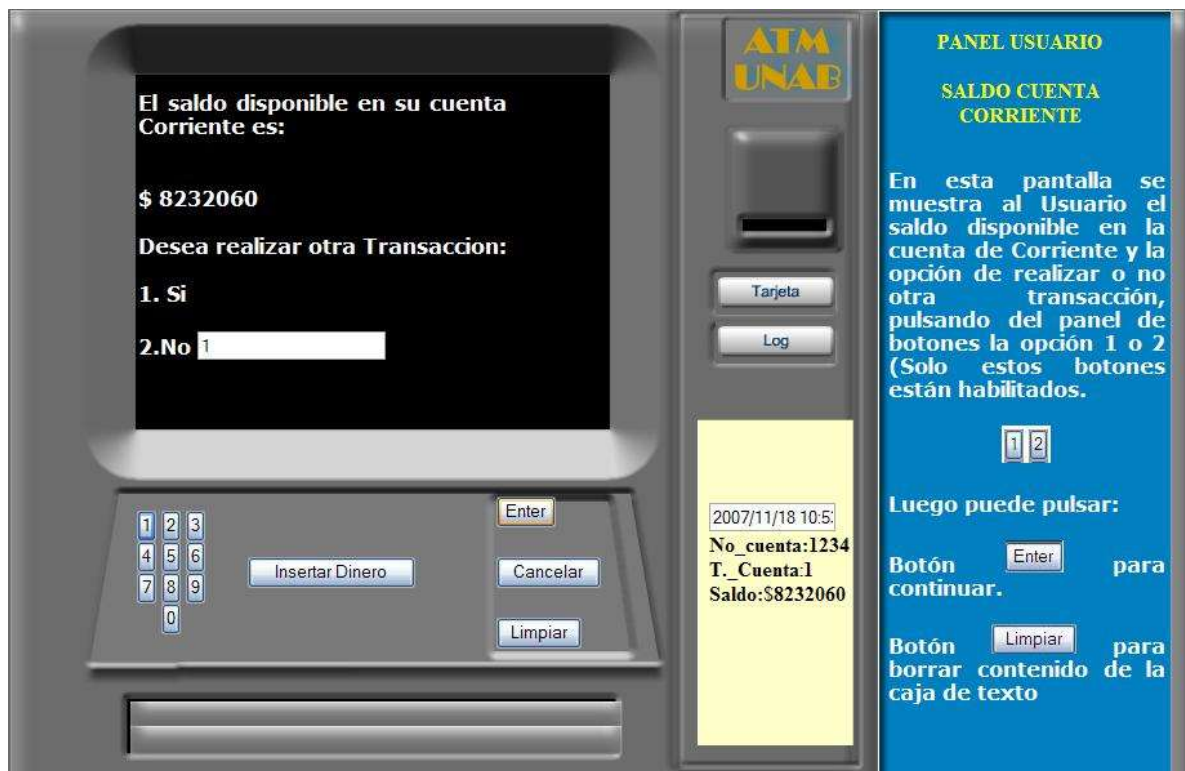 El saldo disponible en su cuenta
Corriente es:
$ 8232060
Desea realizar otra Transaccion:
1. Si
2.No 1
1 2 3
4 5 6
7 8 9
0
Insertar Dinero
Enter
Cancelar
Limpiar
ATM
UNAB
Tarjeta
Log
2007/11/18 10:5
No_cuenta:1234
T._Cuenta:1
Saldo:$8232060
PANEL USUARIO
SALDO CUENTA
CORRIENTE
En esta pantalla se
muestra al Usuario el
saldo disponible en la
cuenta de Corriente y la
opción de realizar o no
otra transacción,
pulsando del panel de
botones la opción 1 o 2
(Solo estos botones
están habilitados.
1 2
Luego puede pulsar:
Botón Enter para
continuar.
Botón Limpiar para
borrar contenido de la
caja de texto